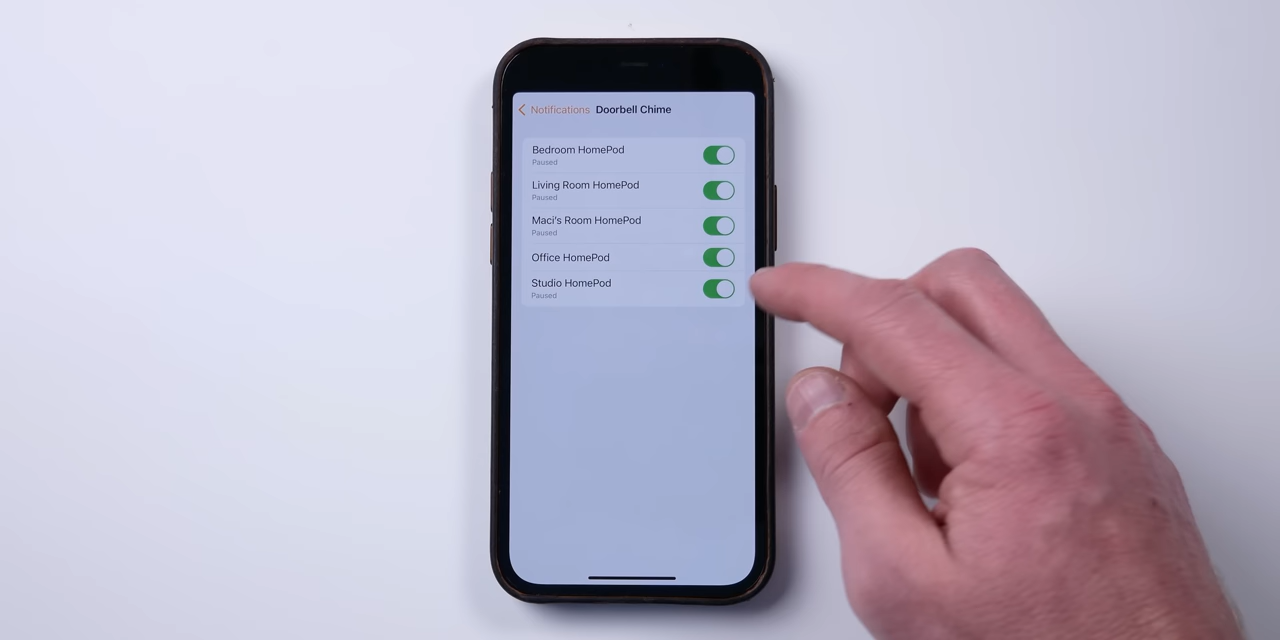 Notifications Doorbell Chime
Bedroom HomePod
Paused
Living Room HomePod
Paused
Maci's Room HomePod
Paused
Office HomePod
Studio HomePod
Paused